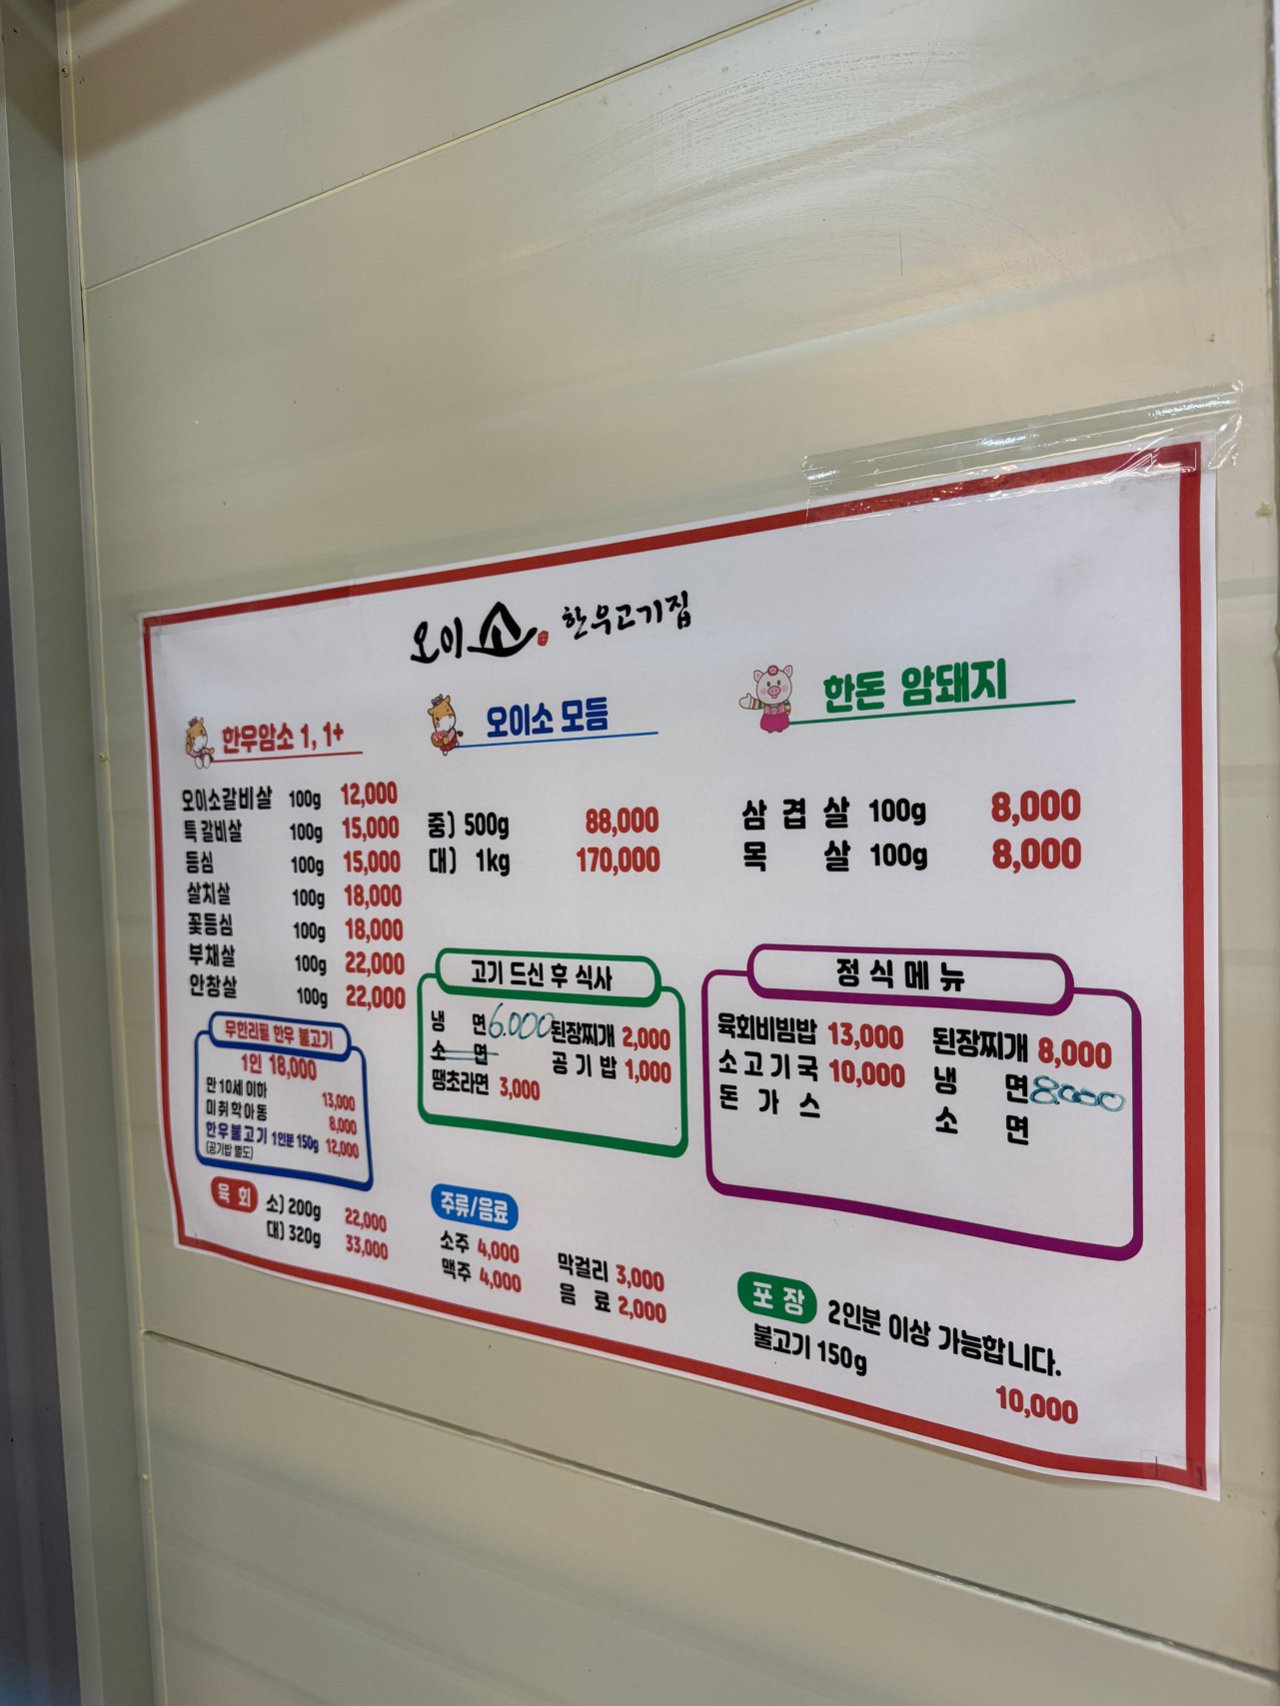 오이소 한우고기집
한우암소 1, 1+
오이소갈비살 100g 12,000
특갈비살 100g 15,000
등심 100g 15,000
살치살 100g 18,000
꽃등심 100g 18,000
부채살 100g 22,000
안창살 100g 22,000
무한리필 한우 불고기
1인 18,000
만 10세 이하 13,000
미취학아동 8,000
한우불고기 1인분 150g 12,000
(공기밥 별도)
육회 소) 200g 22,000
대) 320g 33,000
오이소 모듬
중) 500g 88,000
대) 1kg 170,000
고기 드신 후 식사
냉면 6.000 된장찌개 2,000
소면 공기밥 1,000
땡초라면 3,000
주류/음료
소주 4,000 막걸리 3,000
맥주 4,000 음료 2,000
한돈 암돼지
삼겹살 100g 8,000
목살 100g 8,000
정식메뉴
육회비빔밥 13,000 된장찌개 8,000
소고기국 10,000 냉면 8.000
돈가스 소면
포장 2인분 이상 가능합니다.
불고기 150g
10,000